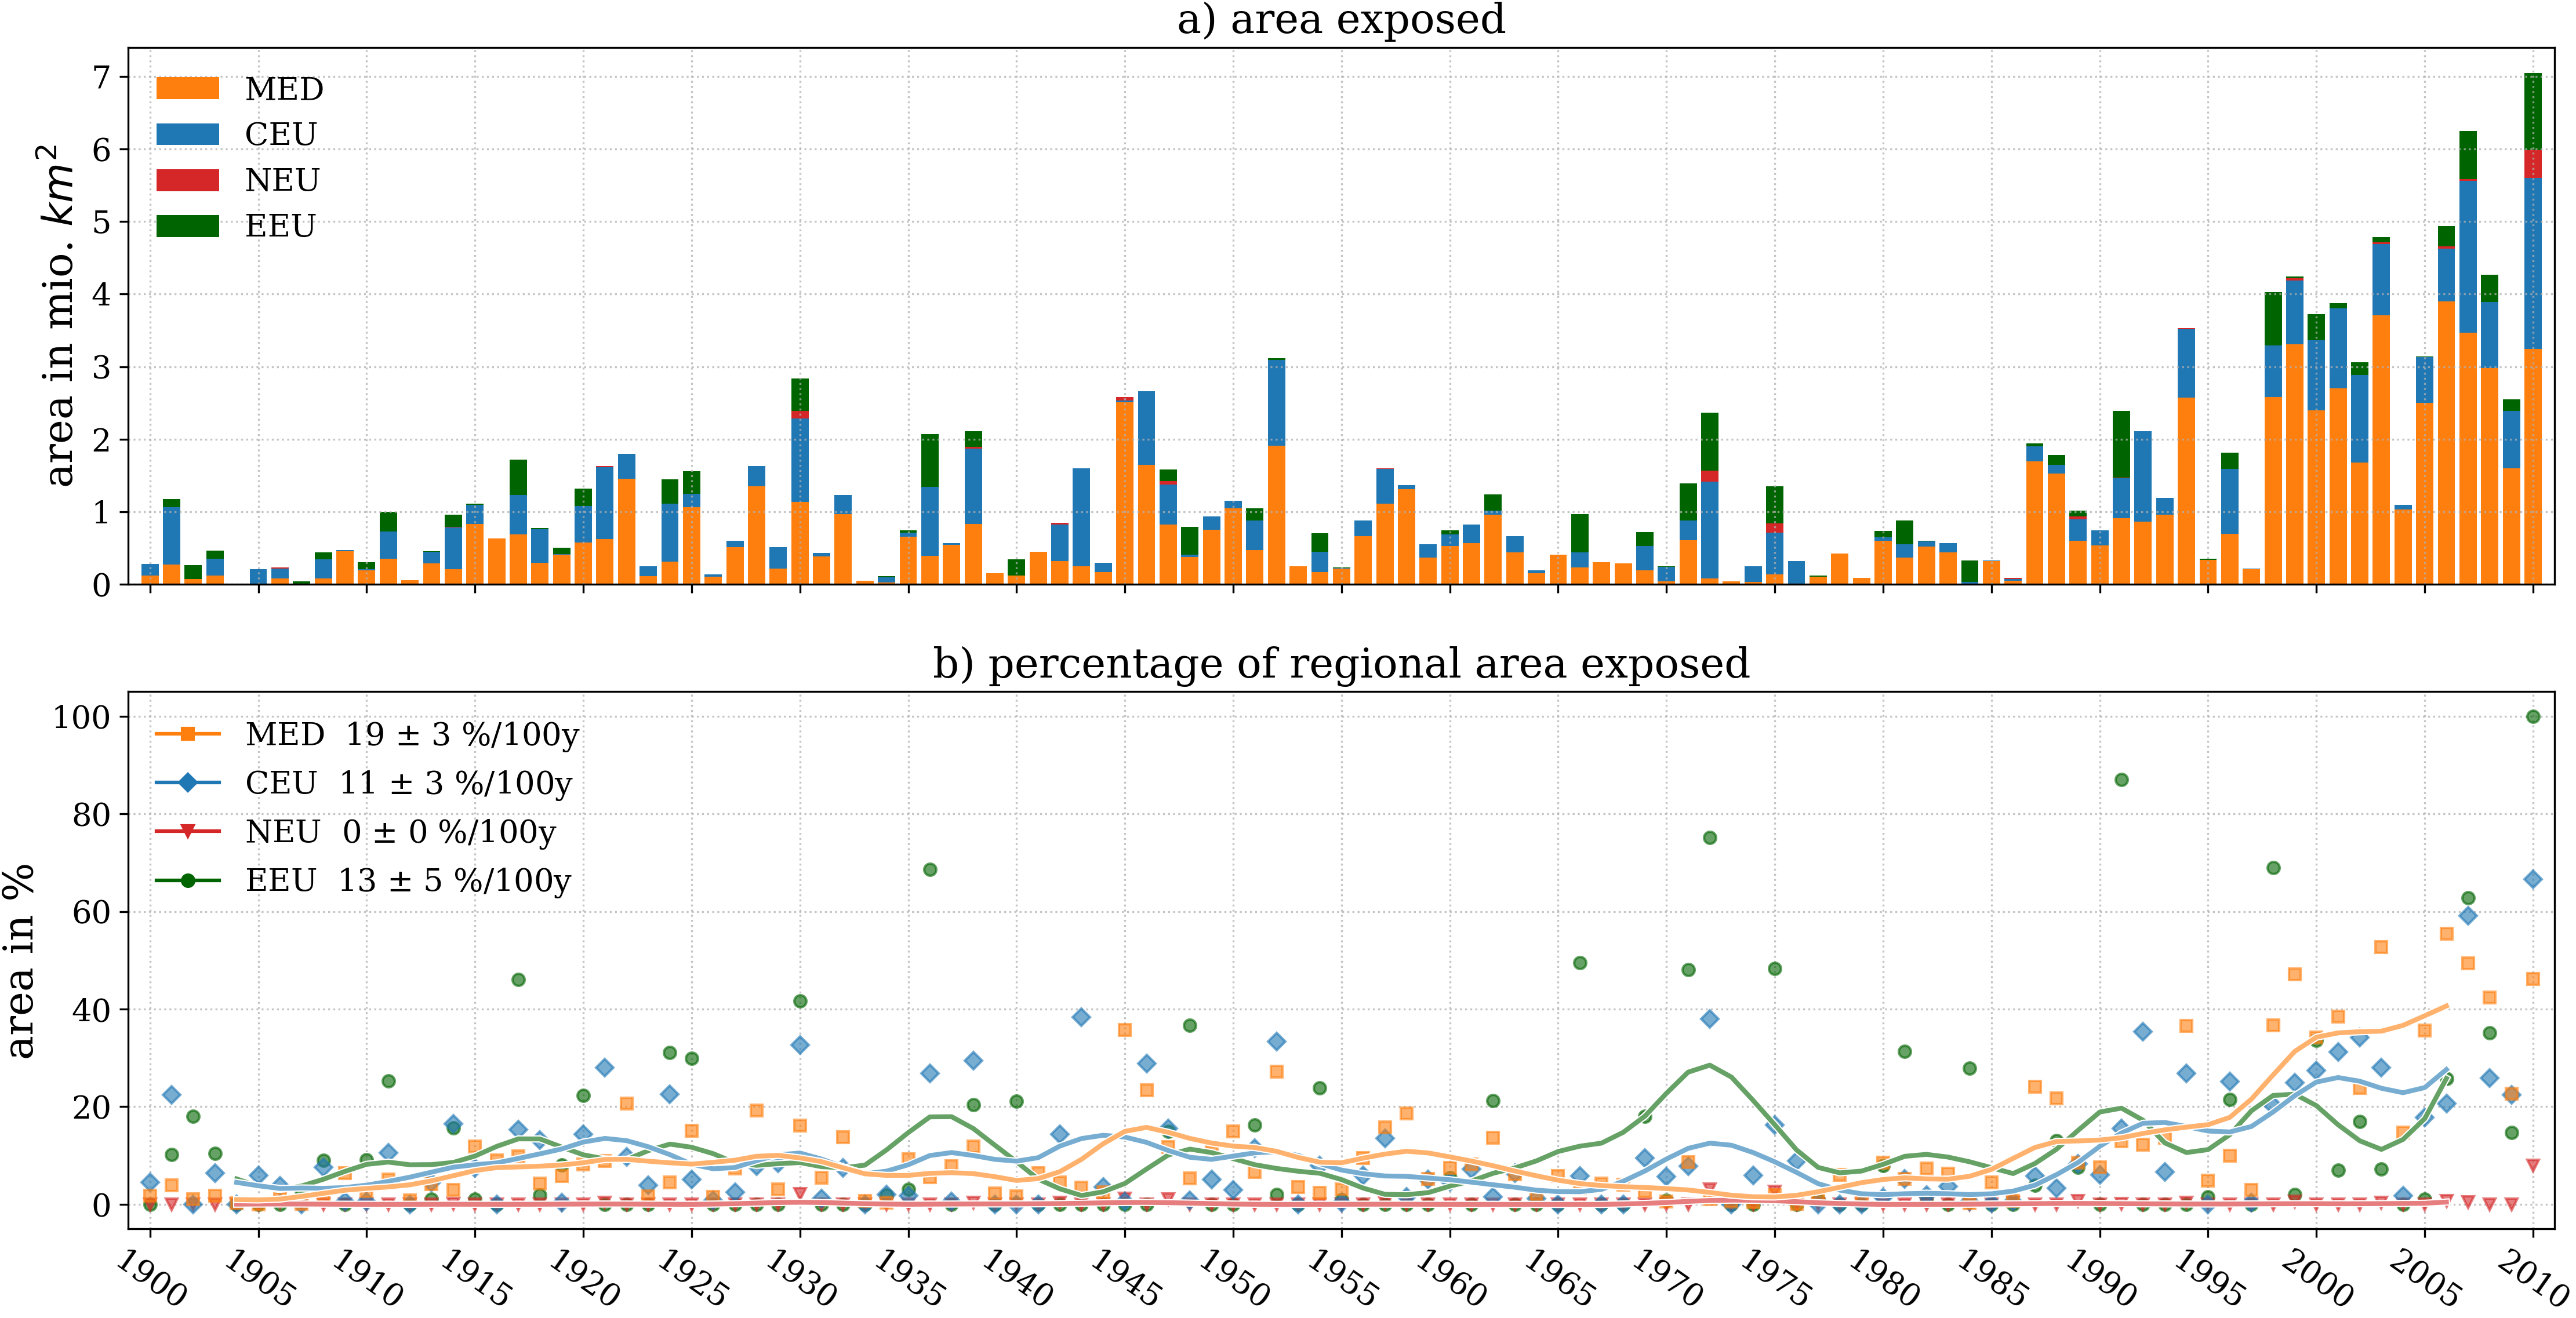 a) area exposed
7
6
5
4
3
2
1
0
area in mio. km²
MED
CEU
NEU
EEU
b) percentage of regional area exposed
100
80
60
40
20
0
area in %
MED 19 ± 3 %/100y
CEU 11 ± 3 %/100y
NEU 0 ± 0 %/100y
EEU 13 ± 5 %/100y
1900 1905 1910 1915 1920 1925 1930 1935 1940 1945 1950 1955 1960 1965 1970 1975 1980 1985 1990 1995 2000 2005 2010